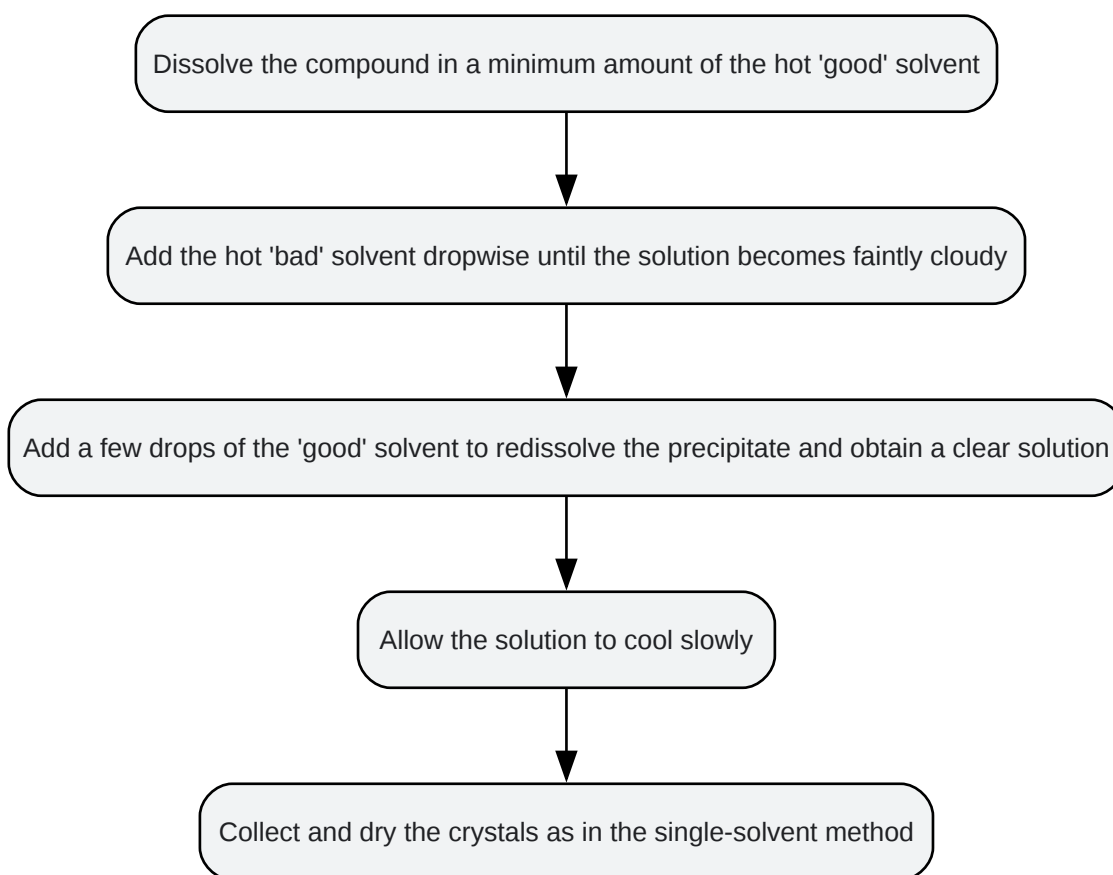 Dissolve the compound in a minimum amount of the hot 'good' solvent
Add the hot 'bad' solvent dropwise until the solution becomes faintly cloudy
Add a few drops of the 'good' solvent to redissolve the precipitate and obtain a clear solution
Allow the solution to cool slowly
Collect and dry the crystals as in the single-solvent method